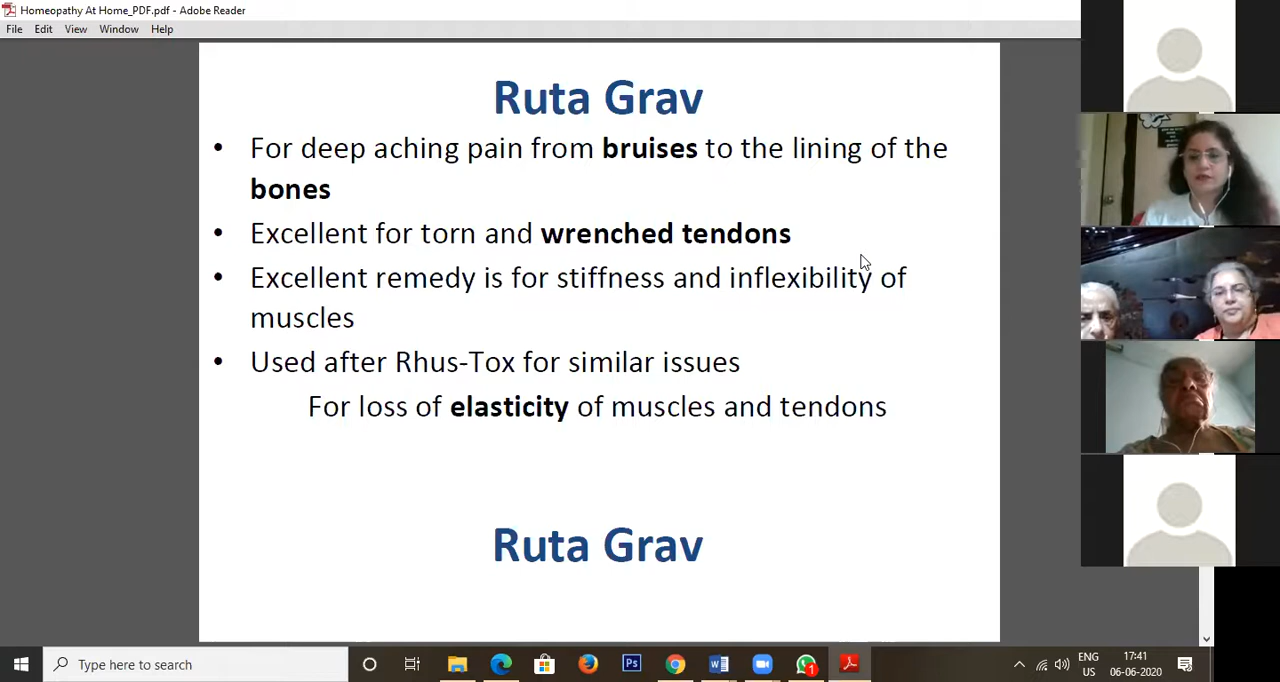 Homeopathy At Home_PDF.pdf - Adobe Reader
File Edit View Window Help
Ruta Grav
• For deep aching pain from bruises to the lining of the
bones
• Excellent for torn and wrenched tendons
• Excellent remedy is for stiffness and inflexibility of
muscles
• Used after Rhus-Tox for similar issues
For loss of elasticity of muscles and tendons
Ruta Grav
Type here to search
Ps
W
1
ENG
US
17:41
06-06-2020